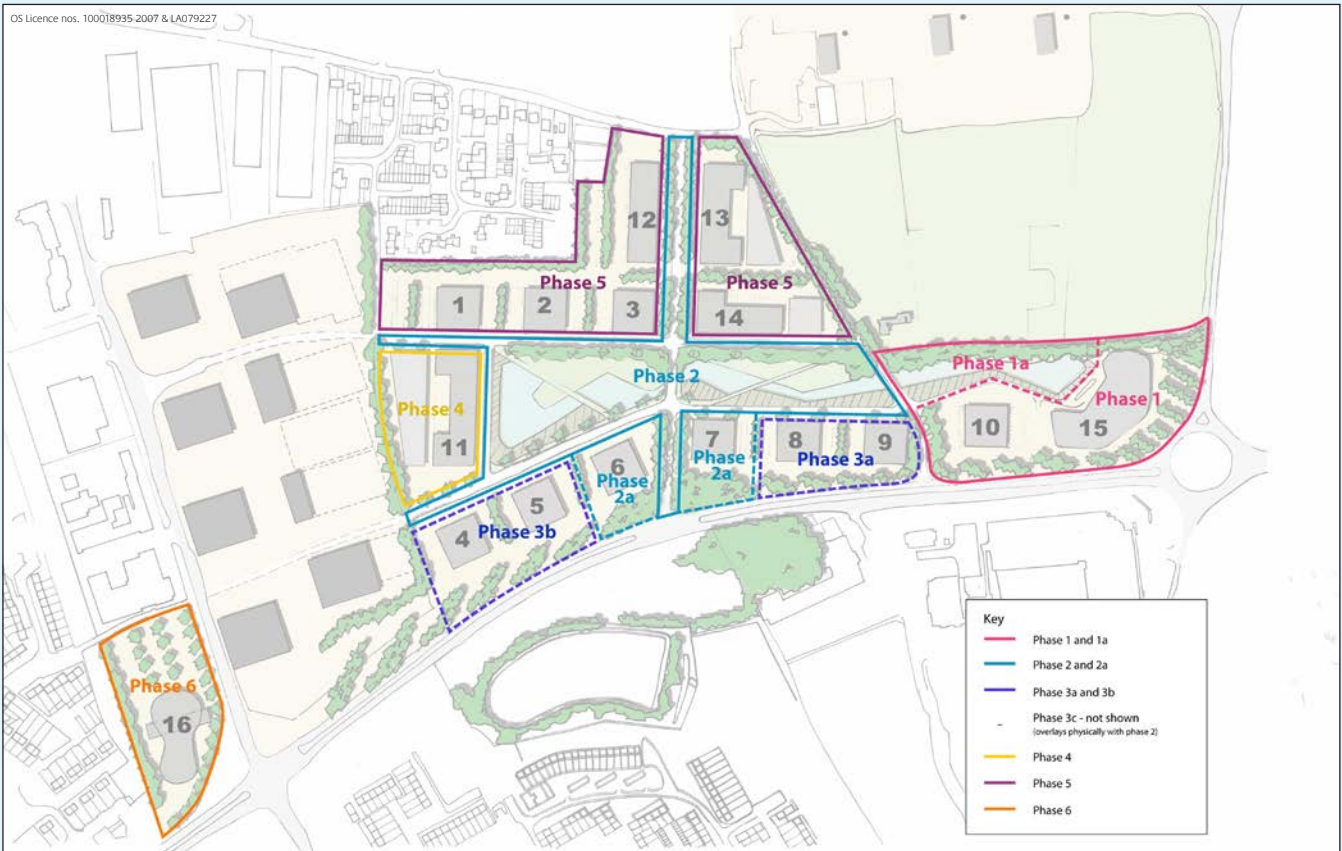 OS Licence nos. 100018935 2007 & LA079227
12
13
Phase 5
Phase 5
1
2
3
14
Phase 2
Phase 1a
Phase 1
Phase 4
11
10
15
7
8
9
Phase
2a
Phase 3a
6
Phase
2a
5
4
Phase 3b
Phase 6
16
Key
Phase 1 and 1a
Phase 2 and 2a
Phase 3a and 3b
Phase 3c - not shown
(overlays physically with phase 2)
Phase 4
Phase 5
Phase 6